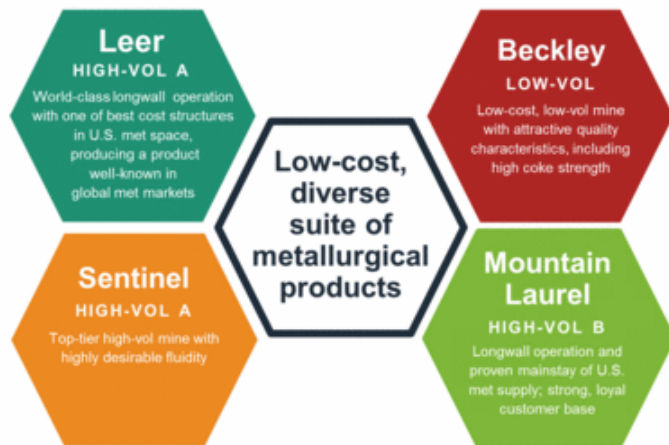 Leer
HIGH-VOL A
World-class longwall operation
with one of best cost structures
in U.S. met space,
producing a product
well-known in
global met markets
Beckley
LOW-VOL
Low-cost, low-vol mine
with attractive quality
characteristics, including
high coke strength
Low-cost,
diverse
suite of
metallurgical
products
Sentinel
HIGH-VOL A
Top-tier high-vol mine with
highly desirable fluidity
Mountain
Laurel
HIGH-VOL B
Longwall operation and
proven mainstay of U.S.
met supply; strong, loyal
customer base